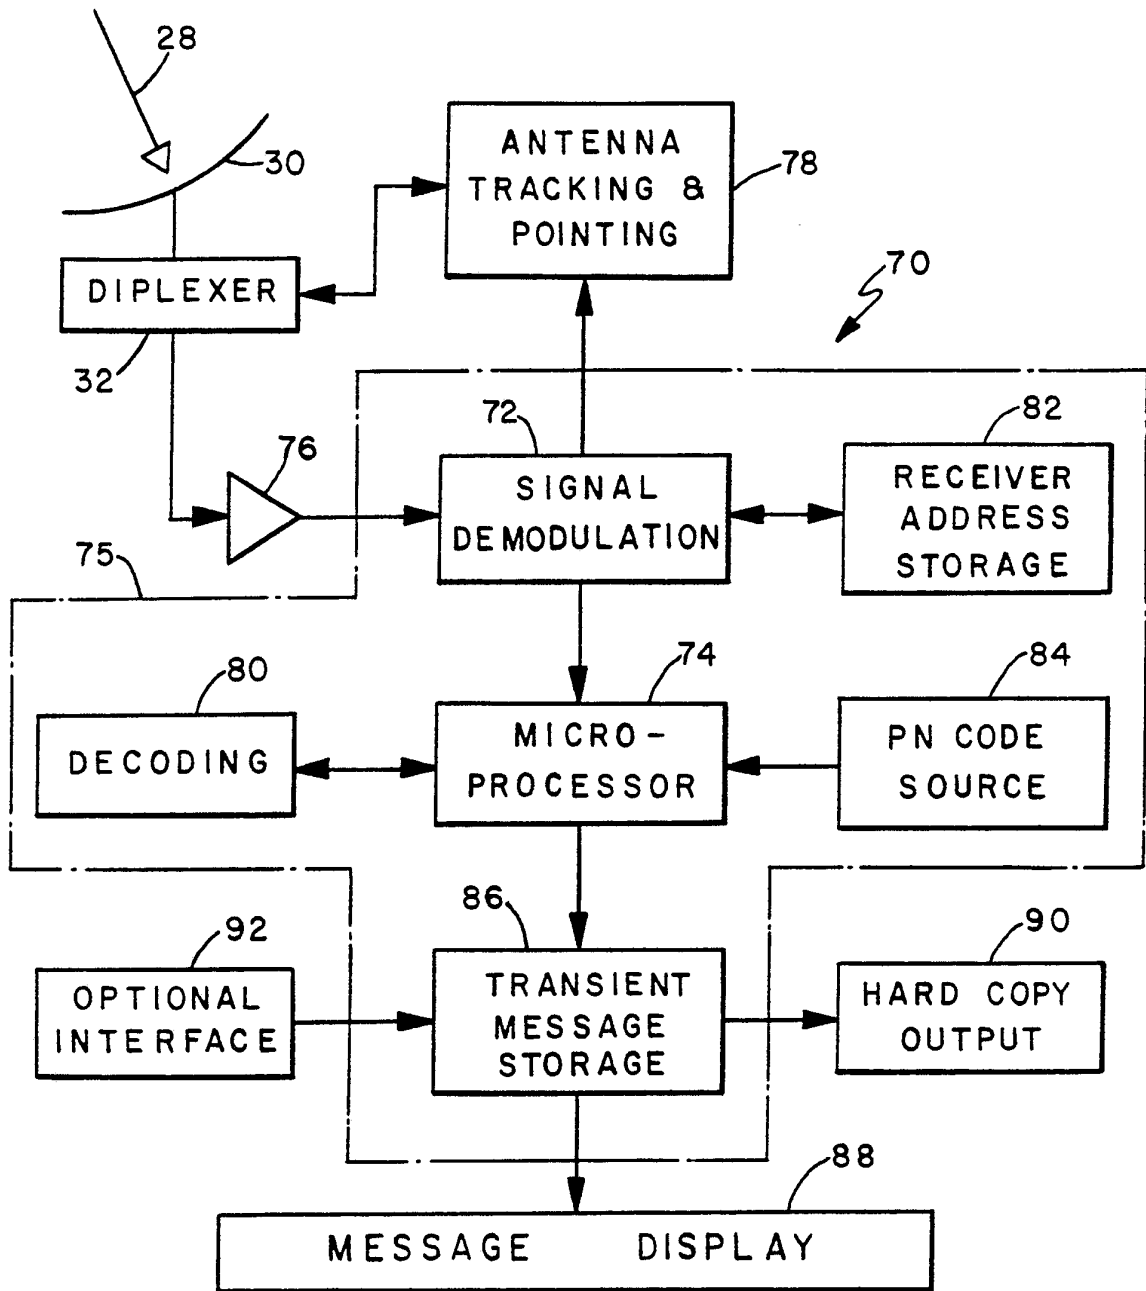 28
30
ANTENNA
TRACKING &
POINTING
78
DIPLEXER
32
70
76
72
SIGNAL
DEMODULATION
82
RECEIVER
ADDRESS
STORAGE
75
80
DECODING
74
MICRO-
PROCESSOR
84
PN CODE
SOURCE
92
OPTIONAL
INTERFACE
86
TRANSIENT
MESSAGE
STORAGE
90
HARD COPY
OUTPUT
88
MESSAGE DISPLAY